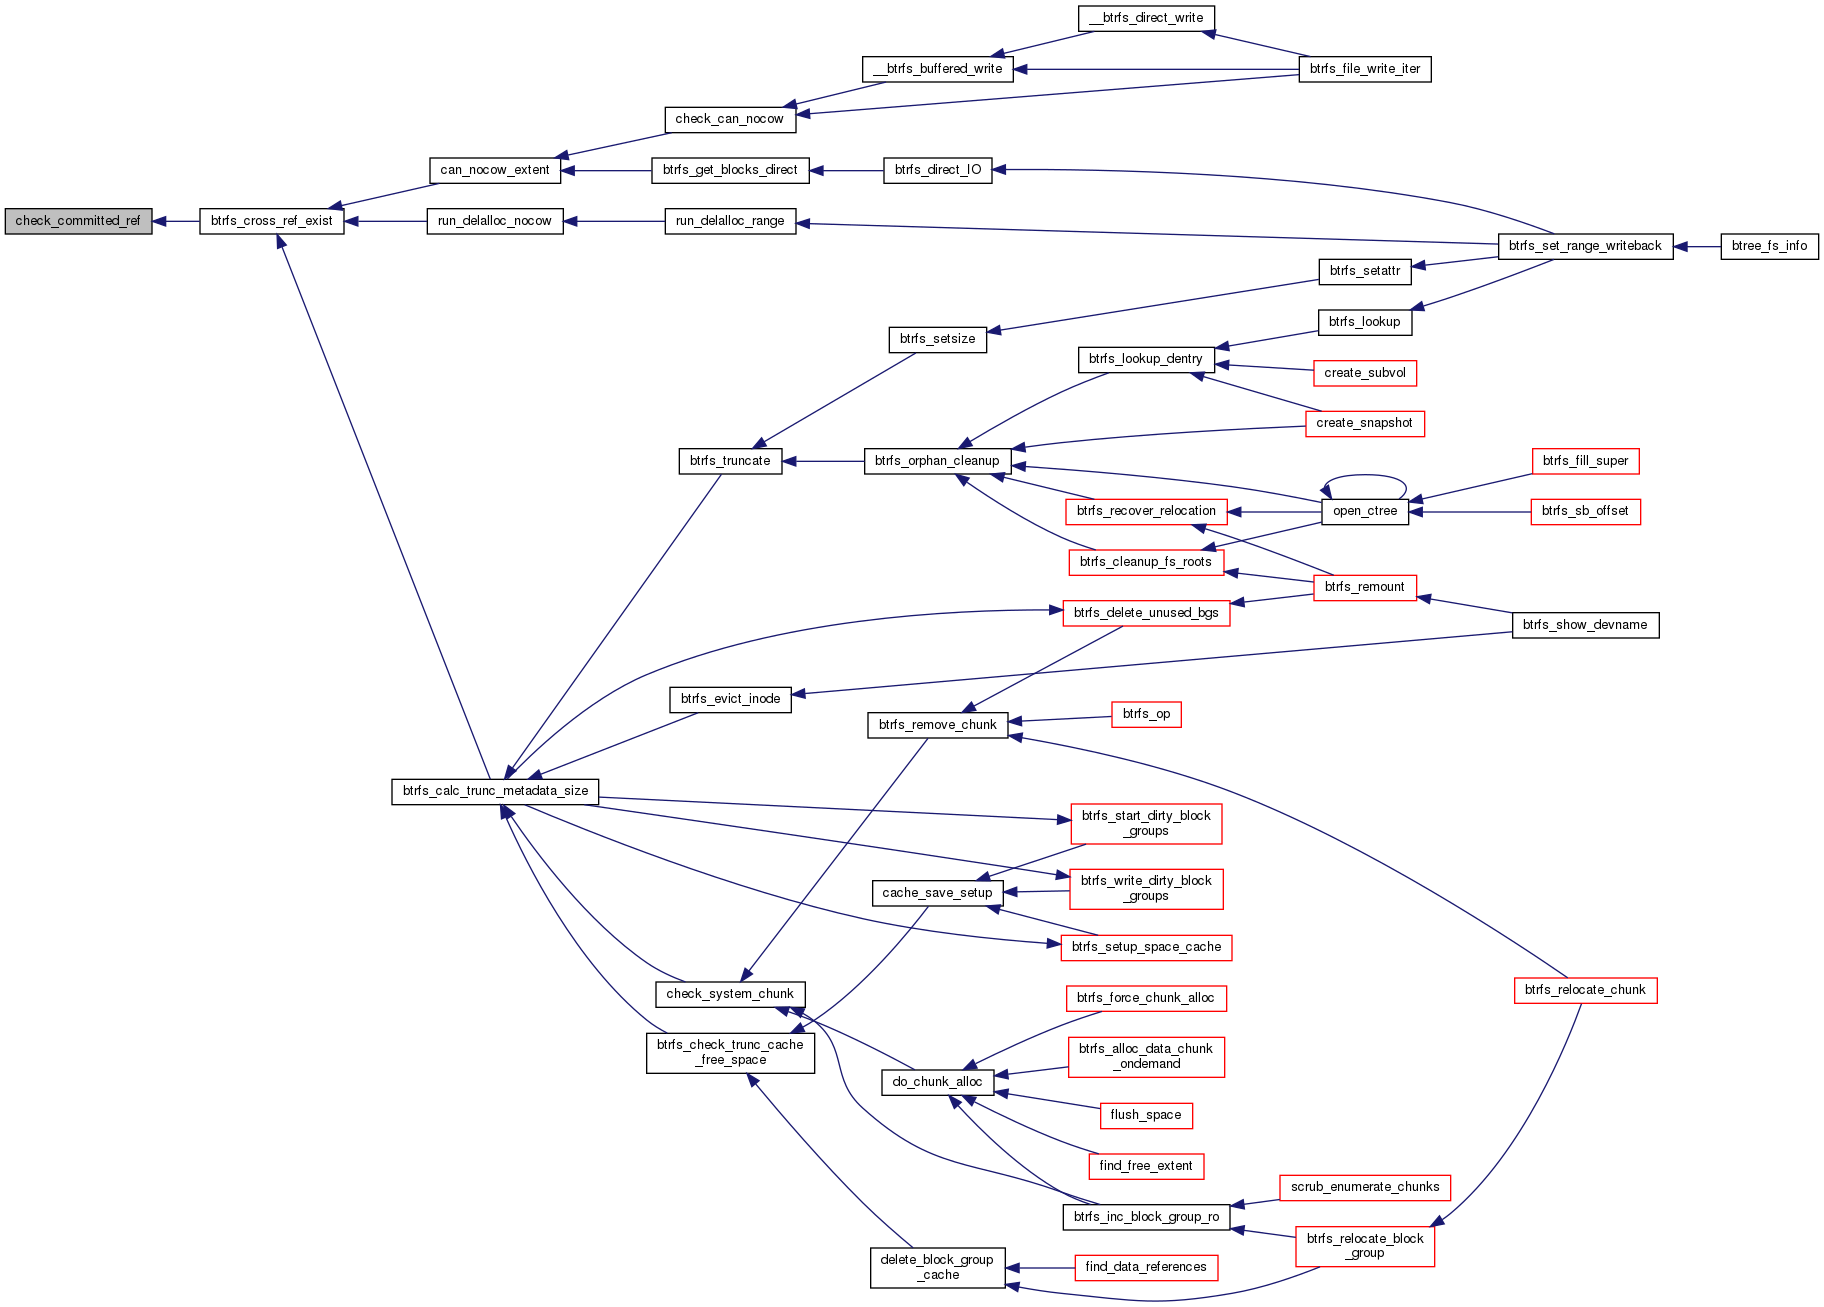 __btrfs_direct_write
__btrfs_buffered_write
btrfs_file_write_iter
check_can_nocow
can_nocow_extent
btrfs_get_blocks_direct
btrfs_direct_IO
check_committed_ref
btrfs_cross_ref_exist
run_delalloc_nocow
run_delalloc_range
btrfs_set_range_writeback
btree_fs_info
btrfs_setattr
btrfs_lookup
btrfs_setsize
btrfs_lookup_dentry
create_subvol
create_snapshot
btrfs_truncate
btrfs_orphan_cleanup
btrfs_fill_super
btrfs_recover_relocation
open_ctree
btrfs_sb_offset
btrfs_cleanup_fs_roots
btrfs_remount
btrfs_delete_unused_bgs
btrfs_show_devname
btrfs_evict_inode
btrfs_remove_chunk
btrfs_op
btrfs_calc_trunc_metadata_size
btrfs_start_dirty_block
_groups
cache_save_setup
btrfs_write_dirty_block
_groups
btrfs_setup_space_cache
check_system_chunk
btrfs_force_chunk_alloc
btrfs_relocate_chunk
btrfs_check_trunc_cache
_free_space
btrfs_alloc_data_chunk
_ondemand
do_chunk_alloc
flush_space
find_free_extent
scrub_enumerate_chunks
btrfs_inc_block_group_ro
btrfs_relocate_block
_group
delete_block_group
_cache
find_data_references